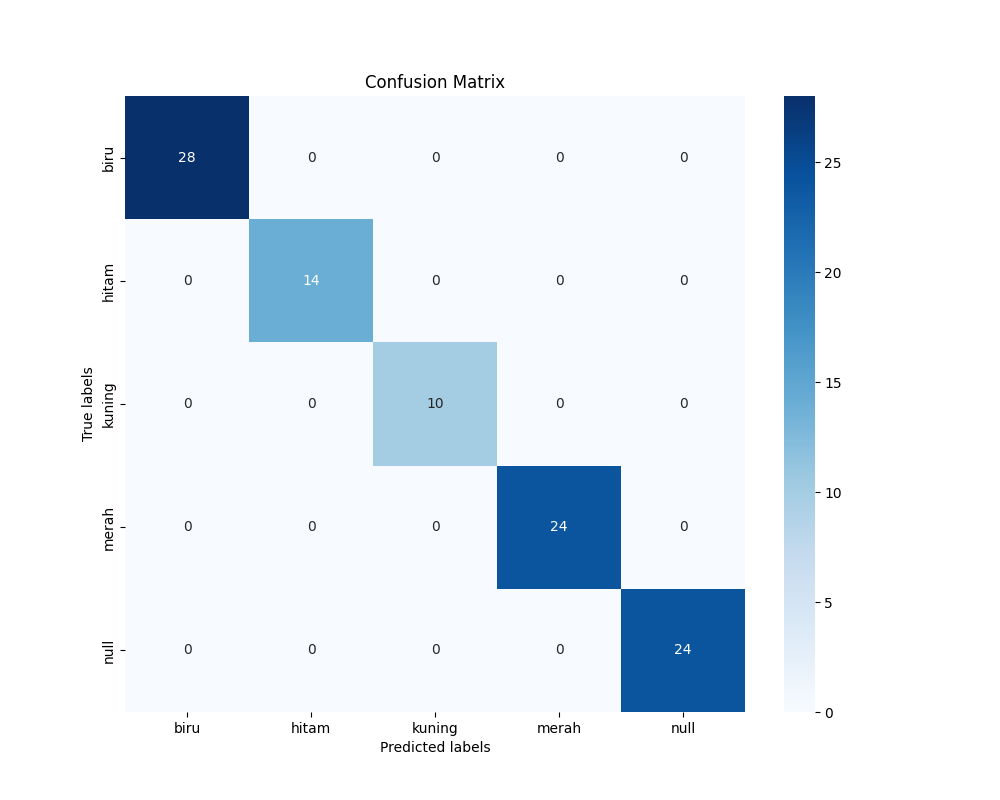 Confusion Matrix
biru 28 0 0 0 0
hitam 0 14 0 0 0
kuning 0 0 10 0 0
merah 0 0 0 24 0
null 0 0 0 0 24
True labels
biru hitam kuning merah null
Predicted labels
25
20
15
10
5
0